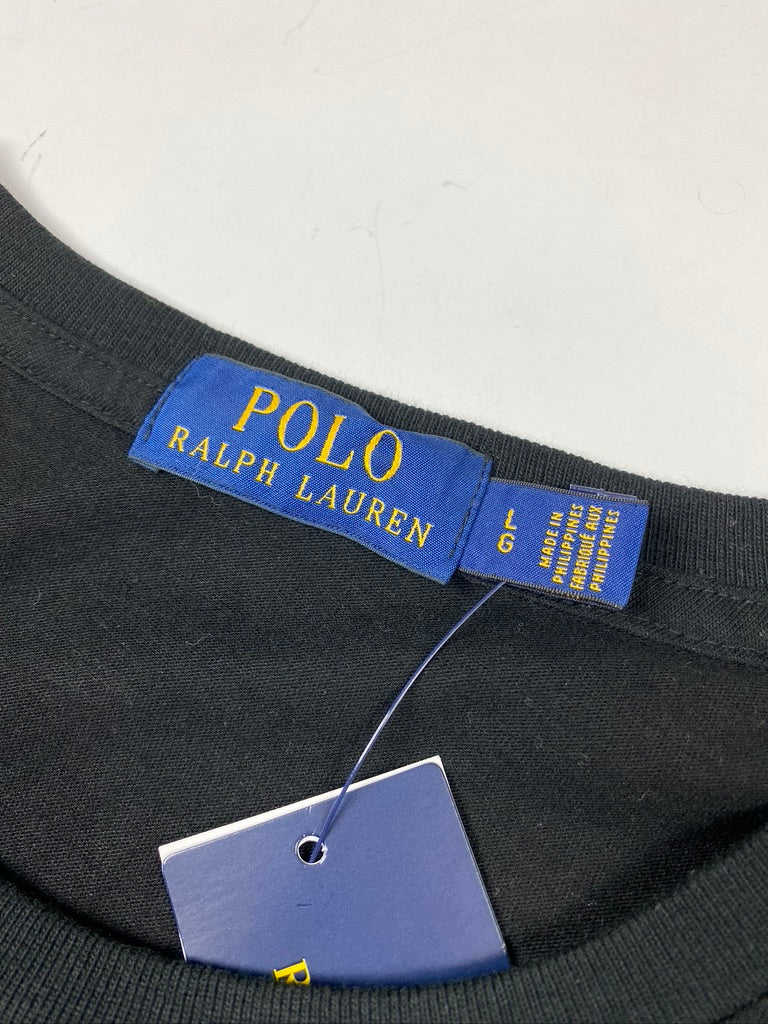 POLO
RALPH LAUREN
L
G
MADE IN
PHILIPPINES
FABRIQUÉ AUX
PHILIPPINES
R